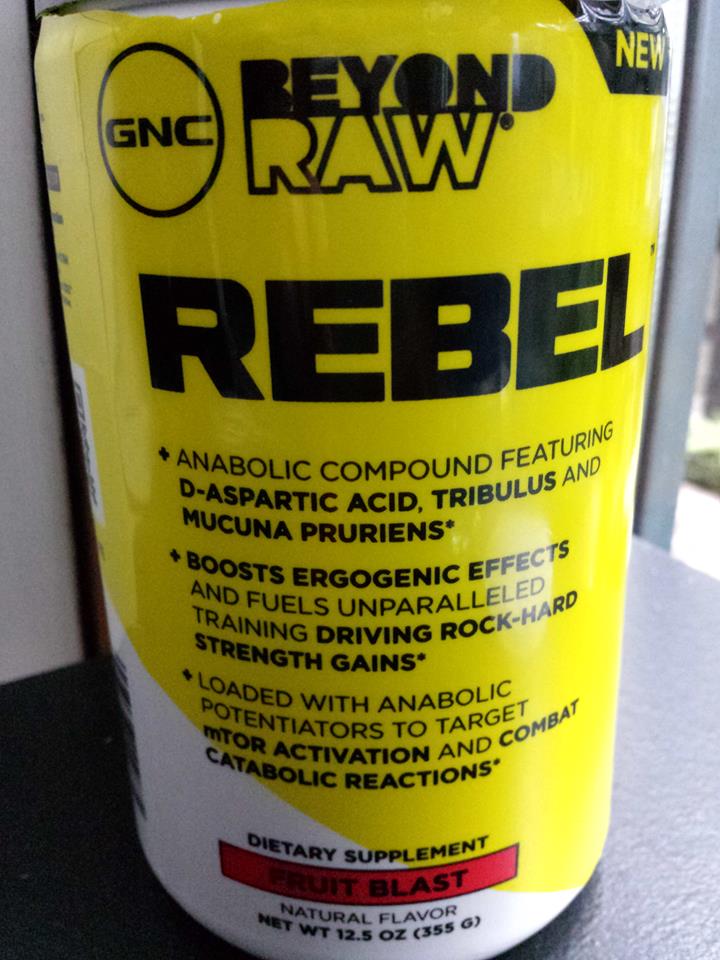 NEW
GNC
BEYOND
RAW®
REBEL™
+ ANABOLIC COMPOUND FEATURING
D-ASPARTIC ACID, TRIBULUS AND
MUCUNA PRURIENS*
+ BOOSTS ERGOGENIC EFFECTS
AND FUELS UNPARALLELED
TRAINING DRIVING ROCK-HARD
STRENGTH GAINS*
+ LOADED WITH ANABOLIC
POTENTIATORS TO TARGET
mTOR ACTIVATION AND COMBAT
CATABOLIC REACTIONS*
DIETARY SUPPLEMENT
FRUIT BLAST
NATURAL FLAVOR
NET WT 12.5 OZ (355 G)